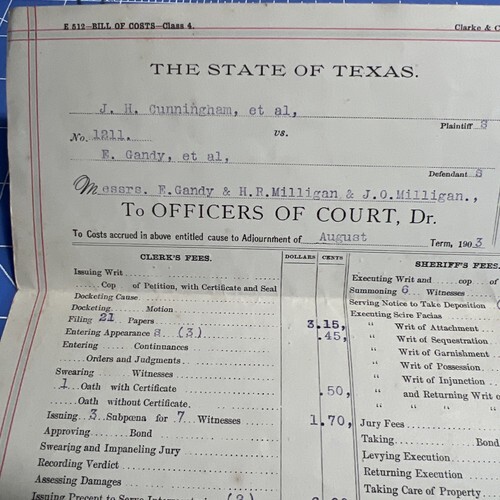 E 512—BILL OF COSTS—Class 4.
Clarke & C
THE STATE OF TEXAS.
J. H. Cunningham, et al,
Plaintiff S
No. 1211. vs.
E. Gandy, et al,
Defendant S
Messrs. E.Gandy & H.R.Milligan & J.O.Milligan.,
To OFFICERS OF COURT, Dr.
To Costs accrued in above entitled cause to Adjournment of August Term, 1903
CLERK'S FEES. DOLLARS CENTS
Issuing Writ
Cop of Petition, with Certificate and Seal
Docketing Cause
Docketing Motion
Filing 21 Papers 3.15,
Entering Appearance s. (3) .45,
Entering Continuances
Orders and Judgments
Swearing Witnesses
1 Oath with Certificate .50,
Oath without Certificate.
Issuing 3 Subpœna for 7 Witnesses 1.70,
Approving Bond
Swearing and Impaneling Jury
Recording Verdict
Assessing Damages
SHERIFF'S FEES.
Executing Writ and cop of
Summoning 6 Witnesses
Serving Notice to Take Deposition
Executing Scire Facias
" Writ of Attachment
" Writ of Sequestration
" Writ of Garnishment
" Writ of Possession
" Writ of Injunction
" and Returning Writ o
" " "
Jury Fees
Taking Bond
Levying Execution
Returning Execution
Taking Care of Property